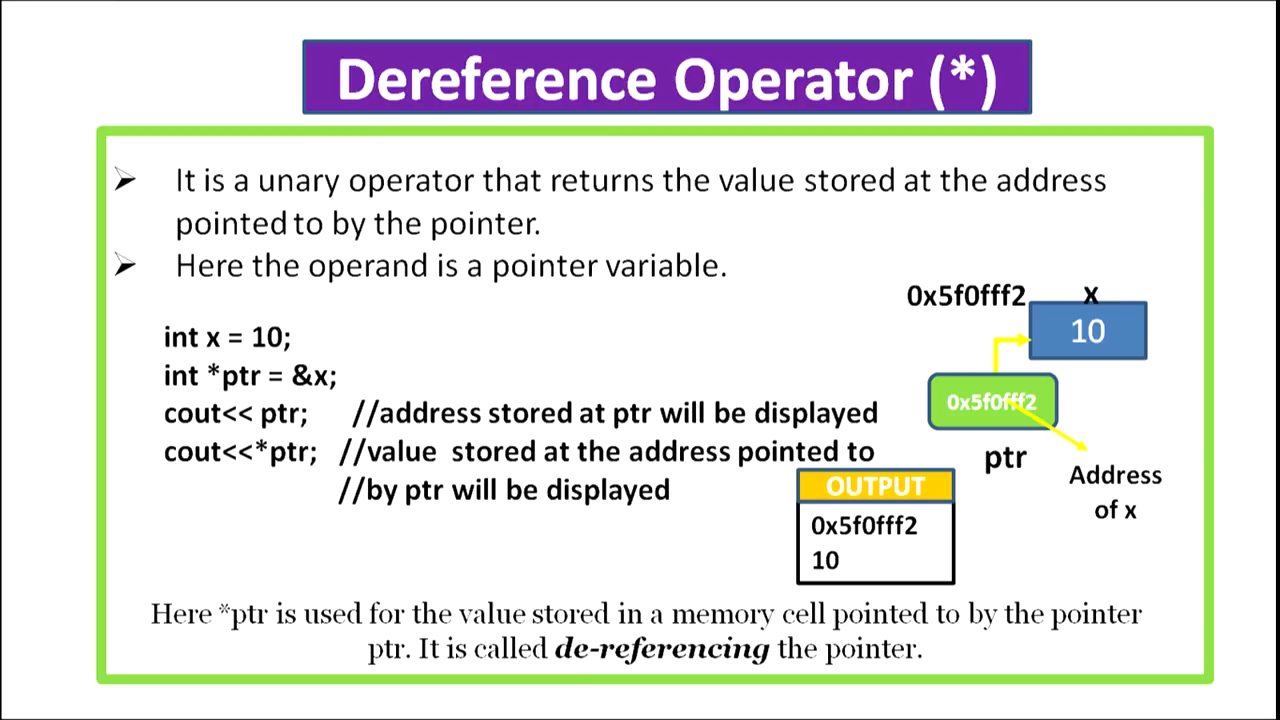 Dereference Operator (*)
It is a unary operator that returns the value stored at the address
pointed to by the pointer.
Here the operand is a pointer variable.
0x5f0fff2 x
10
int x = 10;
int *ptr = &x;
cout<< ptr; //address stored at ptr will be displayed
cout<<*ptr; //value stored at the address pointed to
//by ptr will be displayed
0x5f0fff2
ptr
Address
of x
OUTPUT
0x5f0fff2
10
Here *ptr is used for the value stored in a memory cell pointed to by the pointer
ptr. It is called de-referencing the pointer.